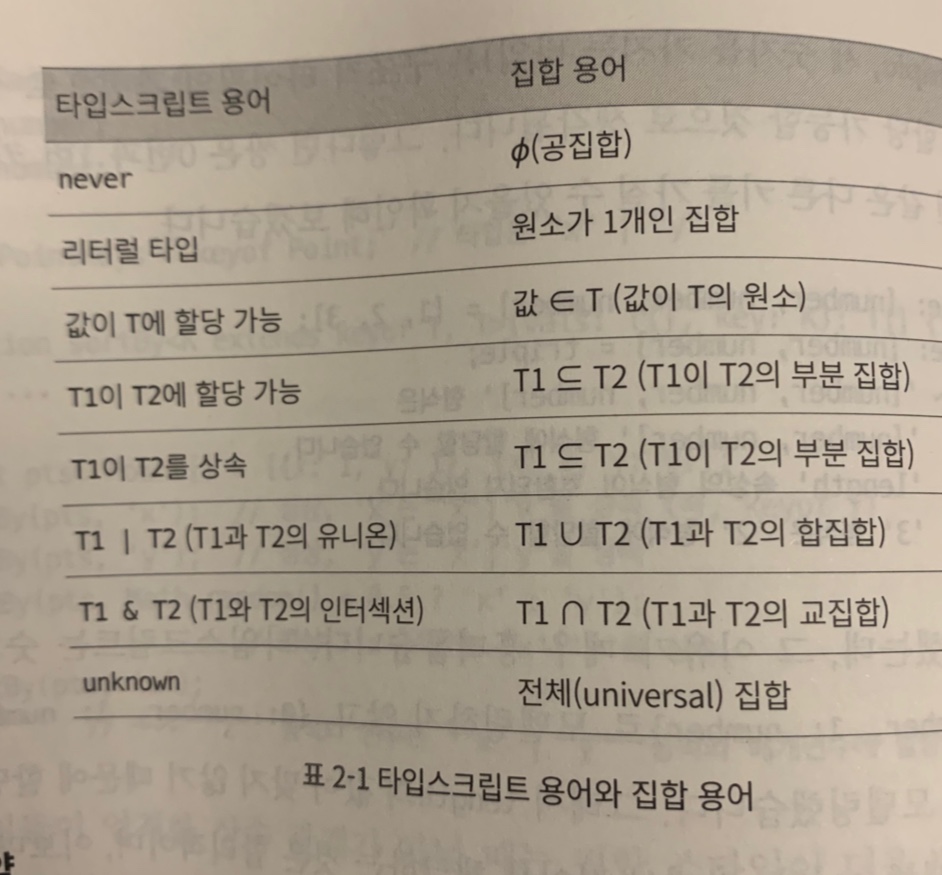 타입스크립트 용어 집합 용어
never ϕ(공집합)
리터럴 타입 원소가 1개인 집합
값이 T에 할당 가능 값 ∈ T (값이 T의 원소)
T1이 T2에 할당 가능 T1 ⊆ T2 (T1이 T2의 부분 집합)
T1이 T2를 상속 T1 ⊆ T2 (T1이 T2의 부분 집합)
T1 | T2 (T1과 T2의 유니온) T1 ∪ T2 (T1과 T2의 합집합)
T1 & T2 (T1와 T2의 인터섹션) T1 ∩ T2 (T1과 T2의 교집합)
unknown 전체(universal) 집합
표 2-1 타입스크립트 용어와 집합 용어